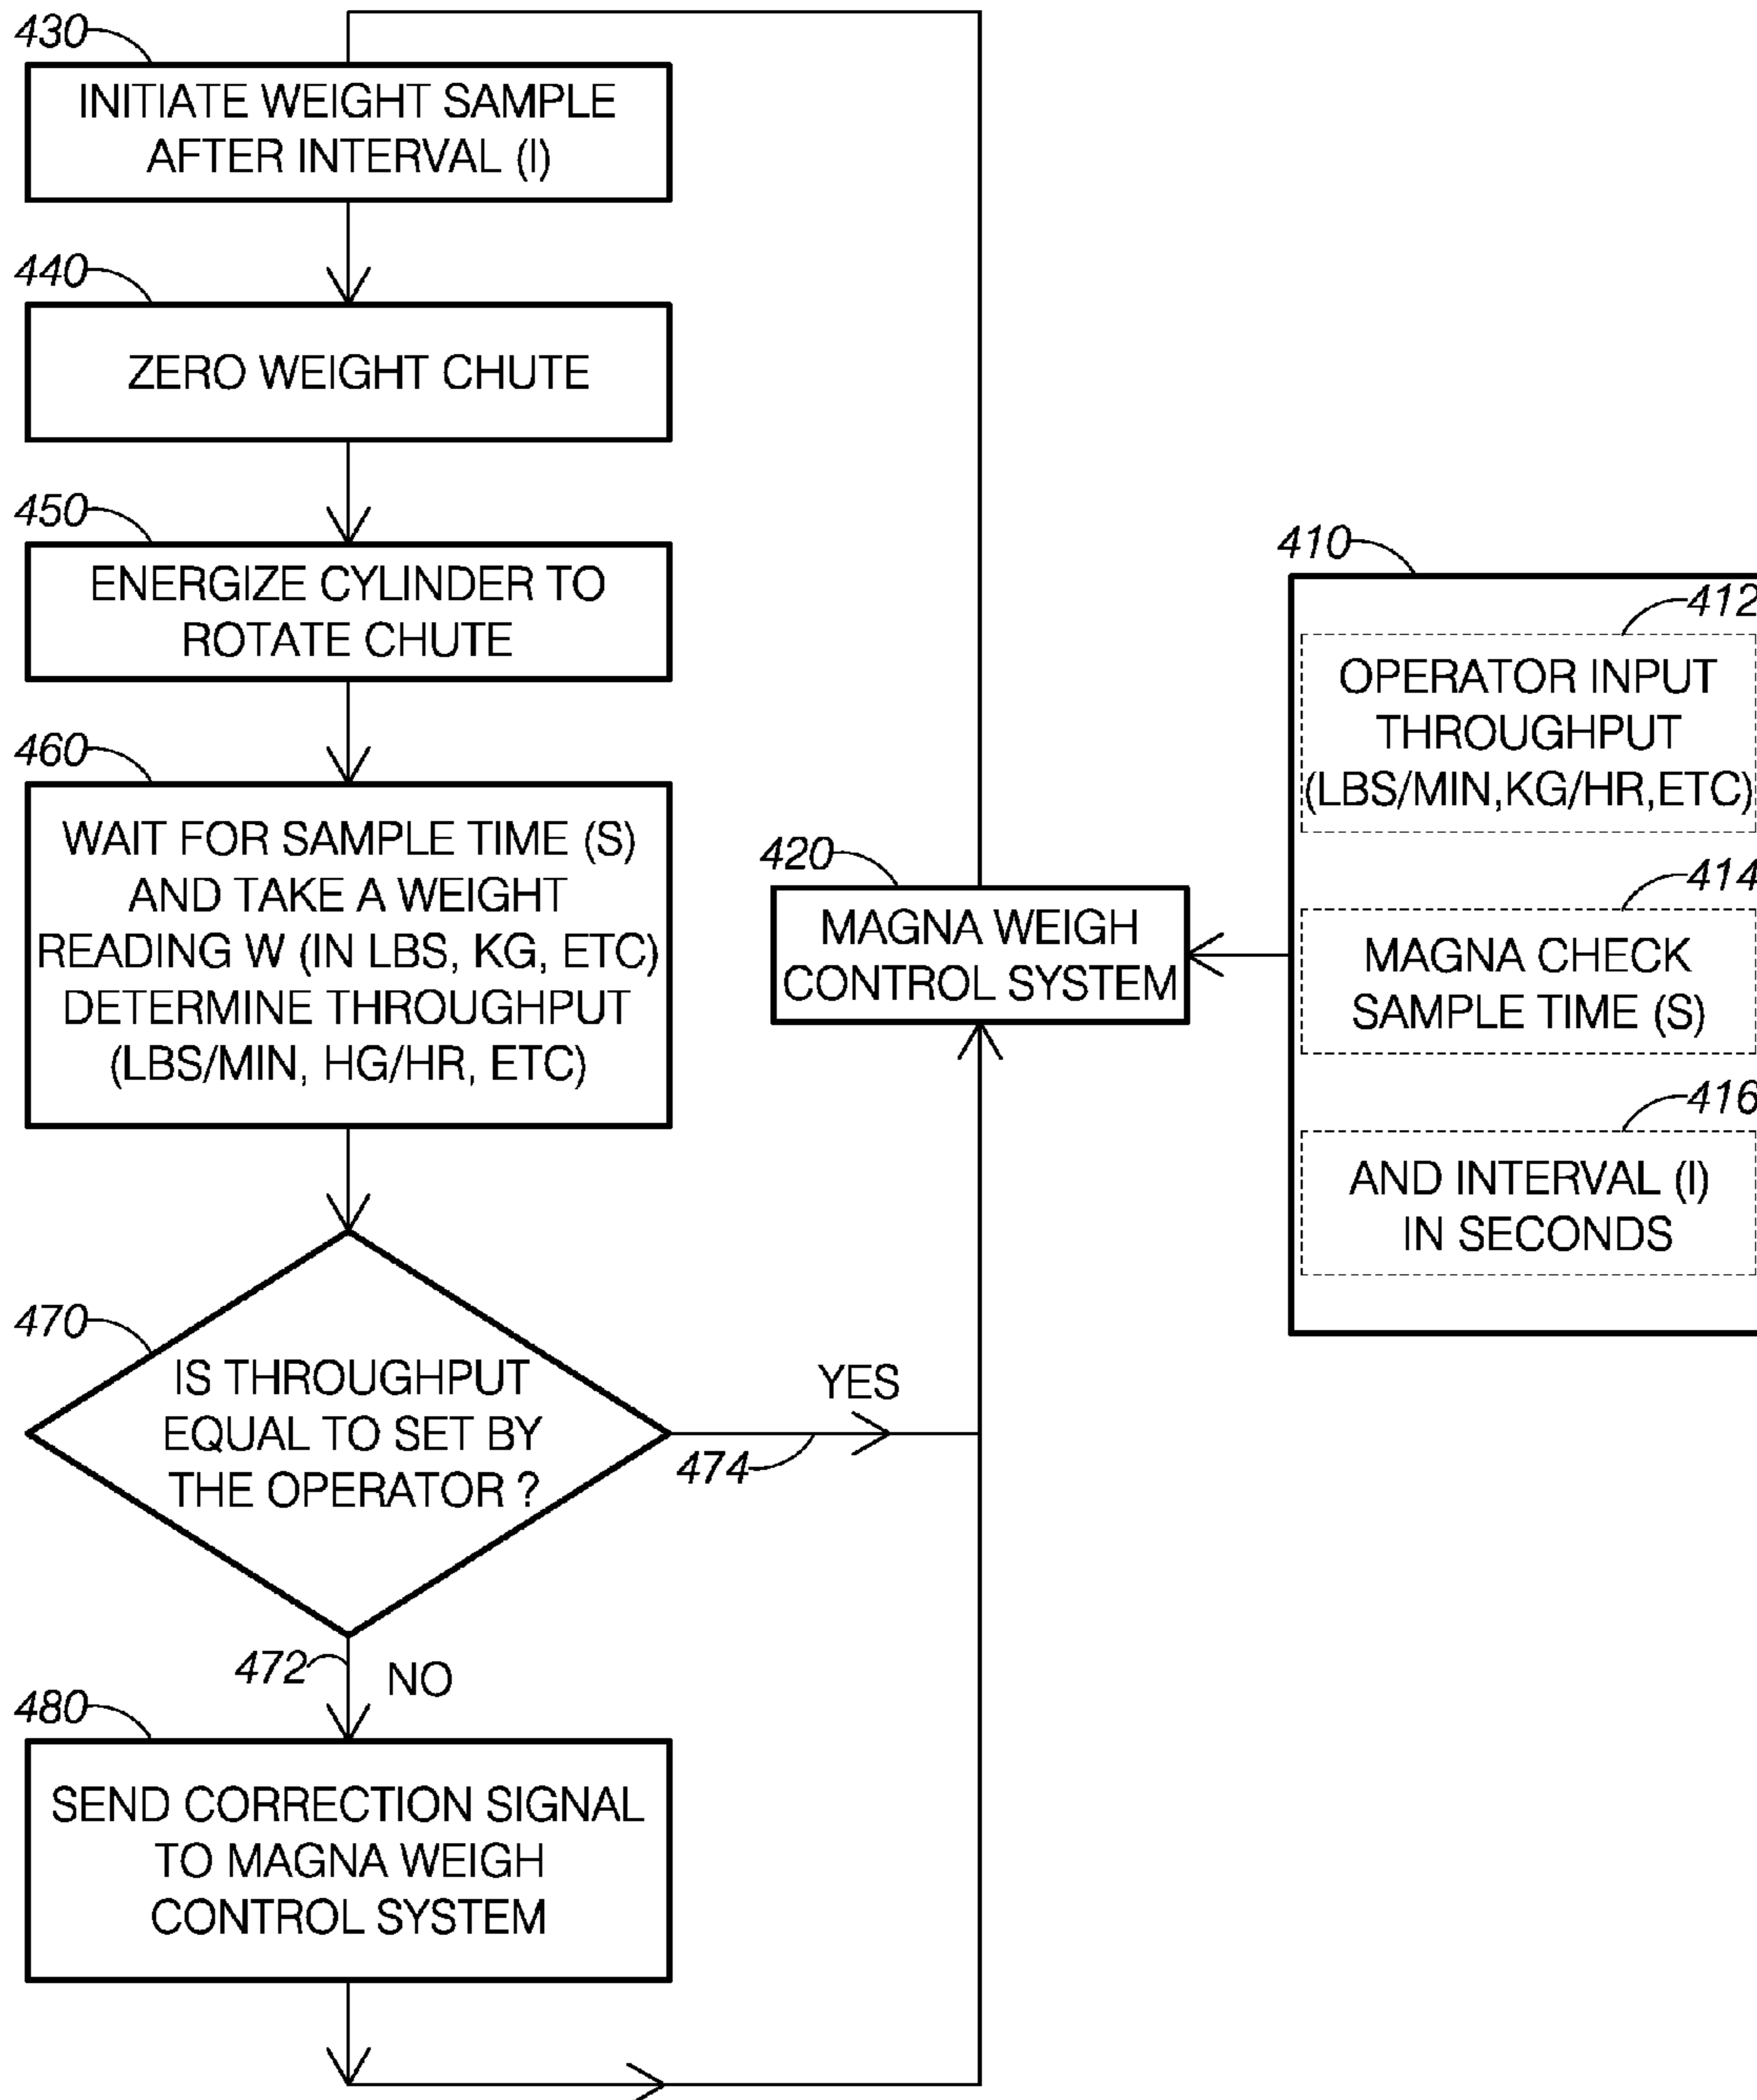 430
INITIATE WEIGHT SAMPLE
AFTER INTERVAL (I)
440
ZERO WEIGHT CHUTE
450
ENERGIZE CYLINDER TO
ROTATE CHUTE
460
WAIT FOR SAMPLE TIME (S)
AND TAKE A WEIGHT
READING W (IN LBS, KG, ETC)
DETERMINE THROUGHPUT
(LBS/MIN, HG/HR, ETC)
470
IS THROUGHPUT
EQUAL TO SET BY
THE OPERATOR ?
YES
474
472
NO
480
SEND CORRECTION SIGNAL
TO MAGNA WEIGH
CONTROL SYSTEM
420
MAGNA WEIGH
CONTROL SYSTEM
410
412
OPERATOR INPUT
THROUGHPUT
(LBS/MIN,KG/HR,ETC)
414
MAGNA CHECK
SAMPLE TIME (S)
416
AND INTERVAL (I)
IN SECONDS